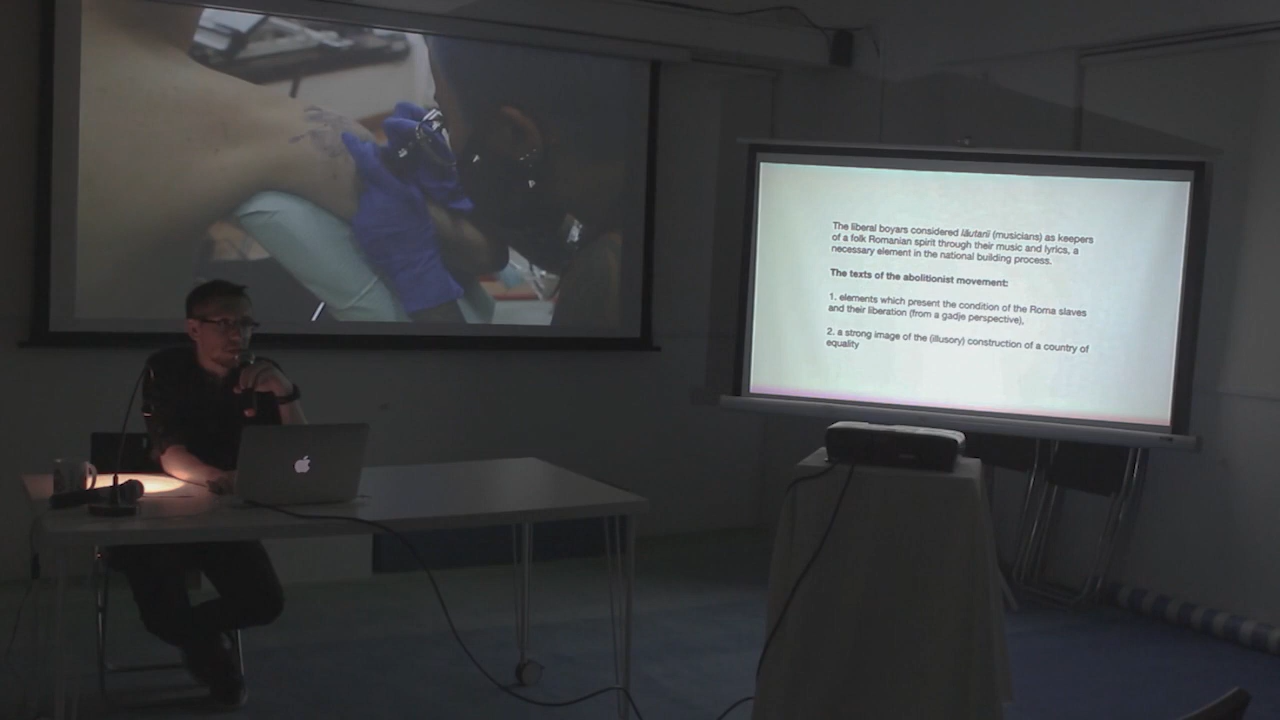 The liberal boyars considered lăutarii (musicians) as keepers
of a folk Romanian spirit through their music and lyrics, a
necessary element in the national building process.
The texts of the abolitionist movement:
1. elements which present the condition of the Roma slaves
and their liberation (from a gadje perspective),
2. a strong image of the (illusory) construction of a country of
equality